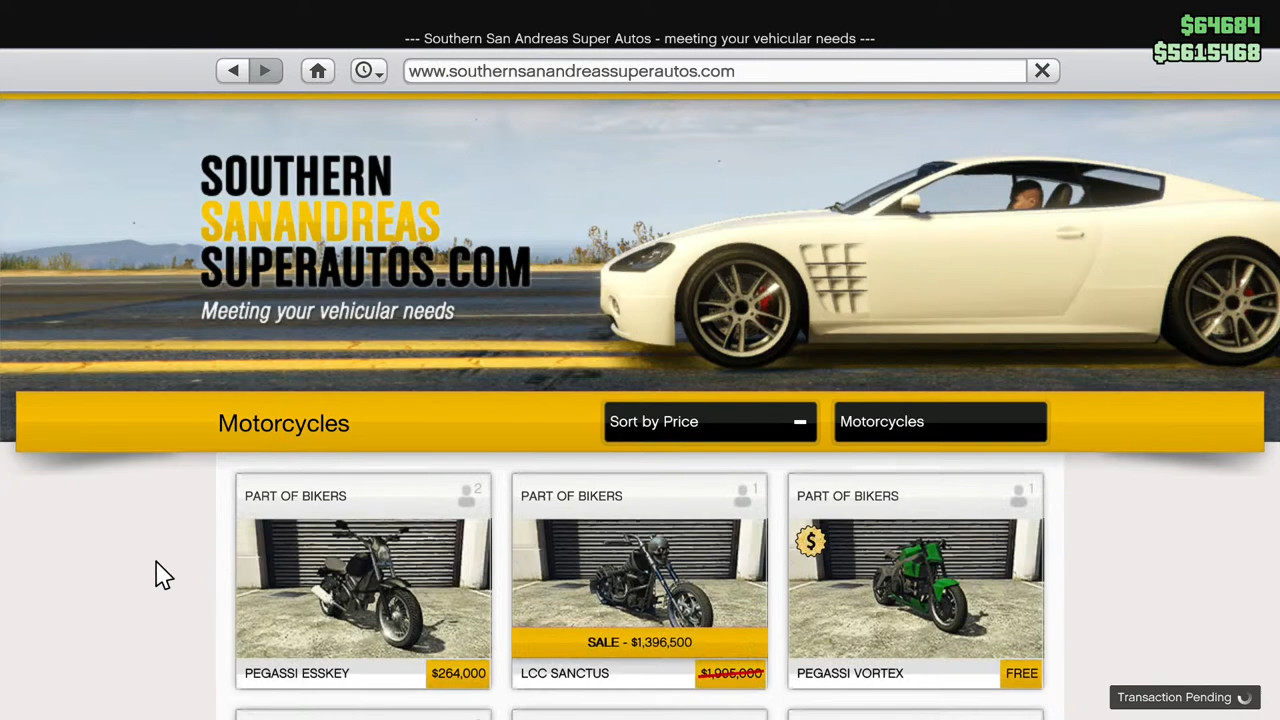 $64684
--- Southern San Andreas Super Autos - meeting your vehicular needs ---
$5615468
www.southernsanandreassuperautos.com
SOUTHERN
SANANDREAS
SUPERAUTOS.COM
Meeting your vehicular needs
Motorcycles
Sort by Price
Motorcycles
PART OF BIKERS
2
PART OF BIKERS
1
PART OF BIKERS
1
$
SALE - $1,396,500
PEGASSI ESSKEY
$264,000
LCC SANCTUS
$1,995,000
PEGASSI VORTEX
FREE
Transaction Pending